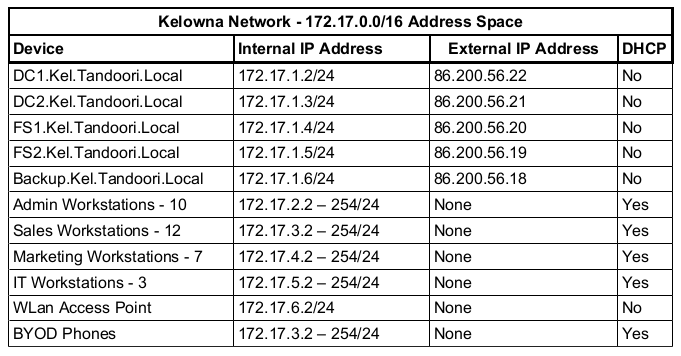 Kelowna Network - 172.17.0.0/16 Address Space
Device Internal IP Address External IP Address DHCP
DC1.Kel.Tandoori.Local 172.17.1.2/24 86.200.56.22 No
DC2.Kel.Tandoori.Local 172.17.1.3/24 86.200.56.21 No
FS1.Kel.Tandoori.Local 172.17.1.4/24 86.200.56.20 No
FS2.Kel.Tandoori.Local 172.17.1.5/24 86.200.56.19 No
Backup.Kel.Tandoori.Local 172.17.1.6/24 86.200.56.18 No
Admin Workstations - 10 172.17.2.2 – 254/24 None Yes
Sales Workstations - 12 172.17.3.2 – 254/24 None Yes
Marketing Workstations - 7 172.17.4.2 – 254/24 None Yes
IT Workstations - 3 172.17.5.2 – 254/24 None Yes
WLan Access Point 172.17.6.2/24 None No
BYOD Phones 172.17.3.2 – 254/24 None Yes